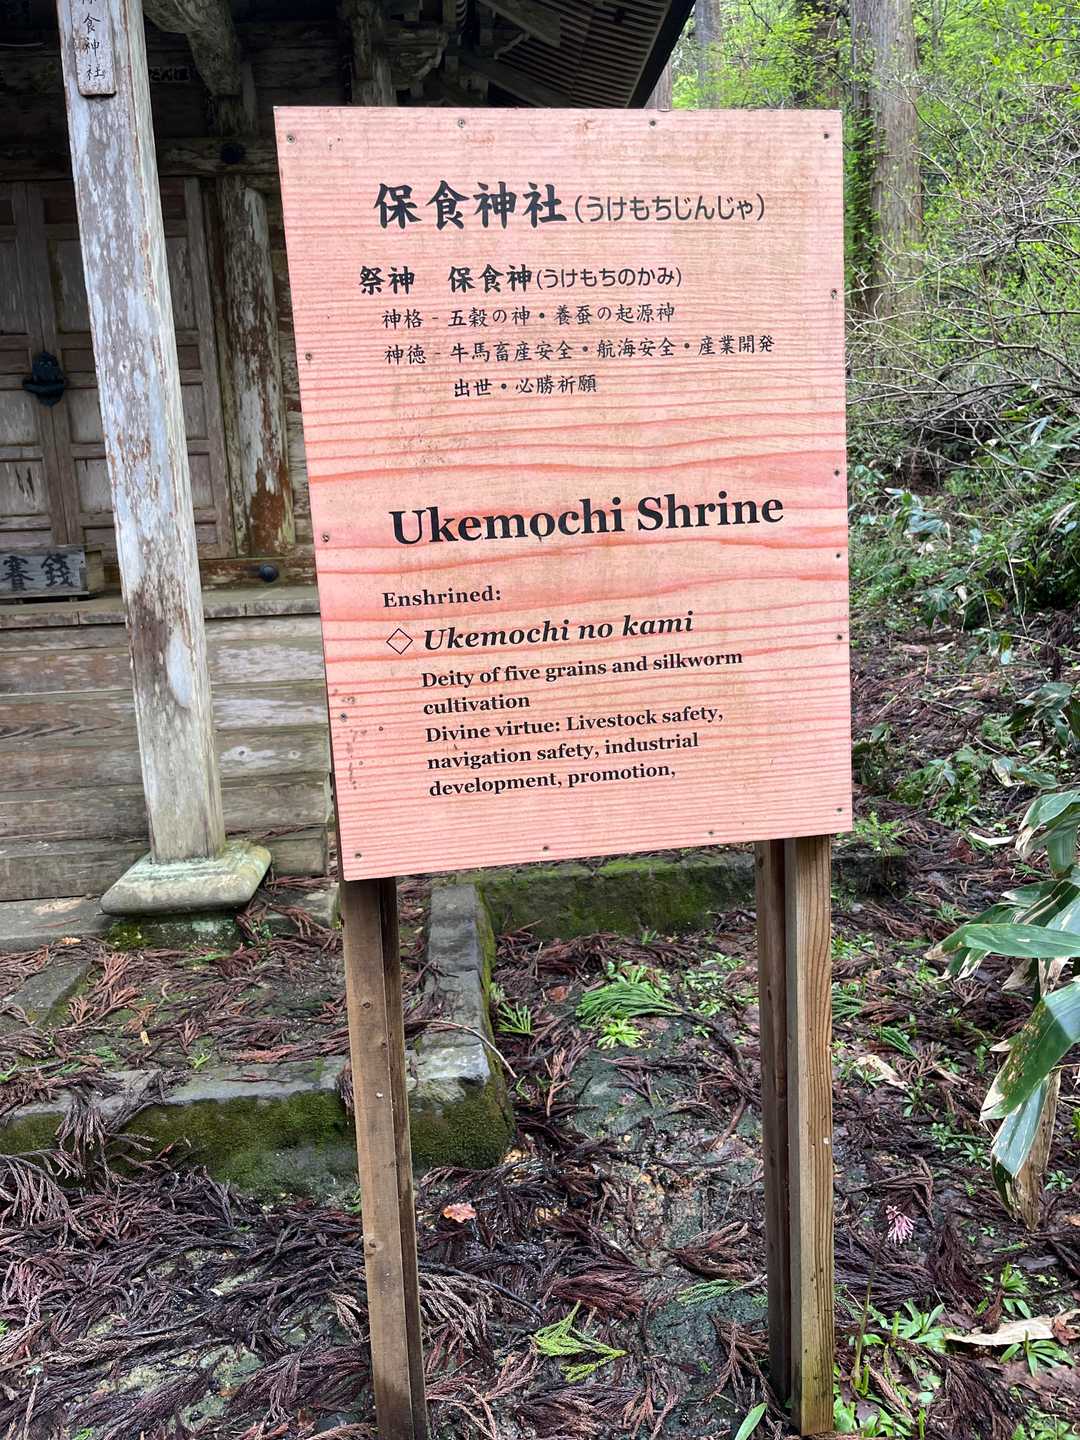 保食神社
保食神社(うけもちじんじゃ)
祭神 保食神(うけもちのかみ)
神格 - 五穀の神・養蚕の起源神
神徳 - 牛馬畜産安全・航海安全・産業開発
出世・必勝祈願
Ukemochi Shrine
Enshrined:
◇ Ukemochi no kami
Deity of five grains and silkworm
cultivation
Divine virtue: Livestock safety,
navigation safety, industrial
development, promotion,
賽銭